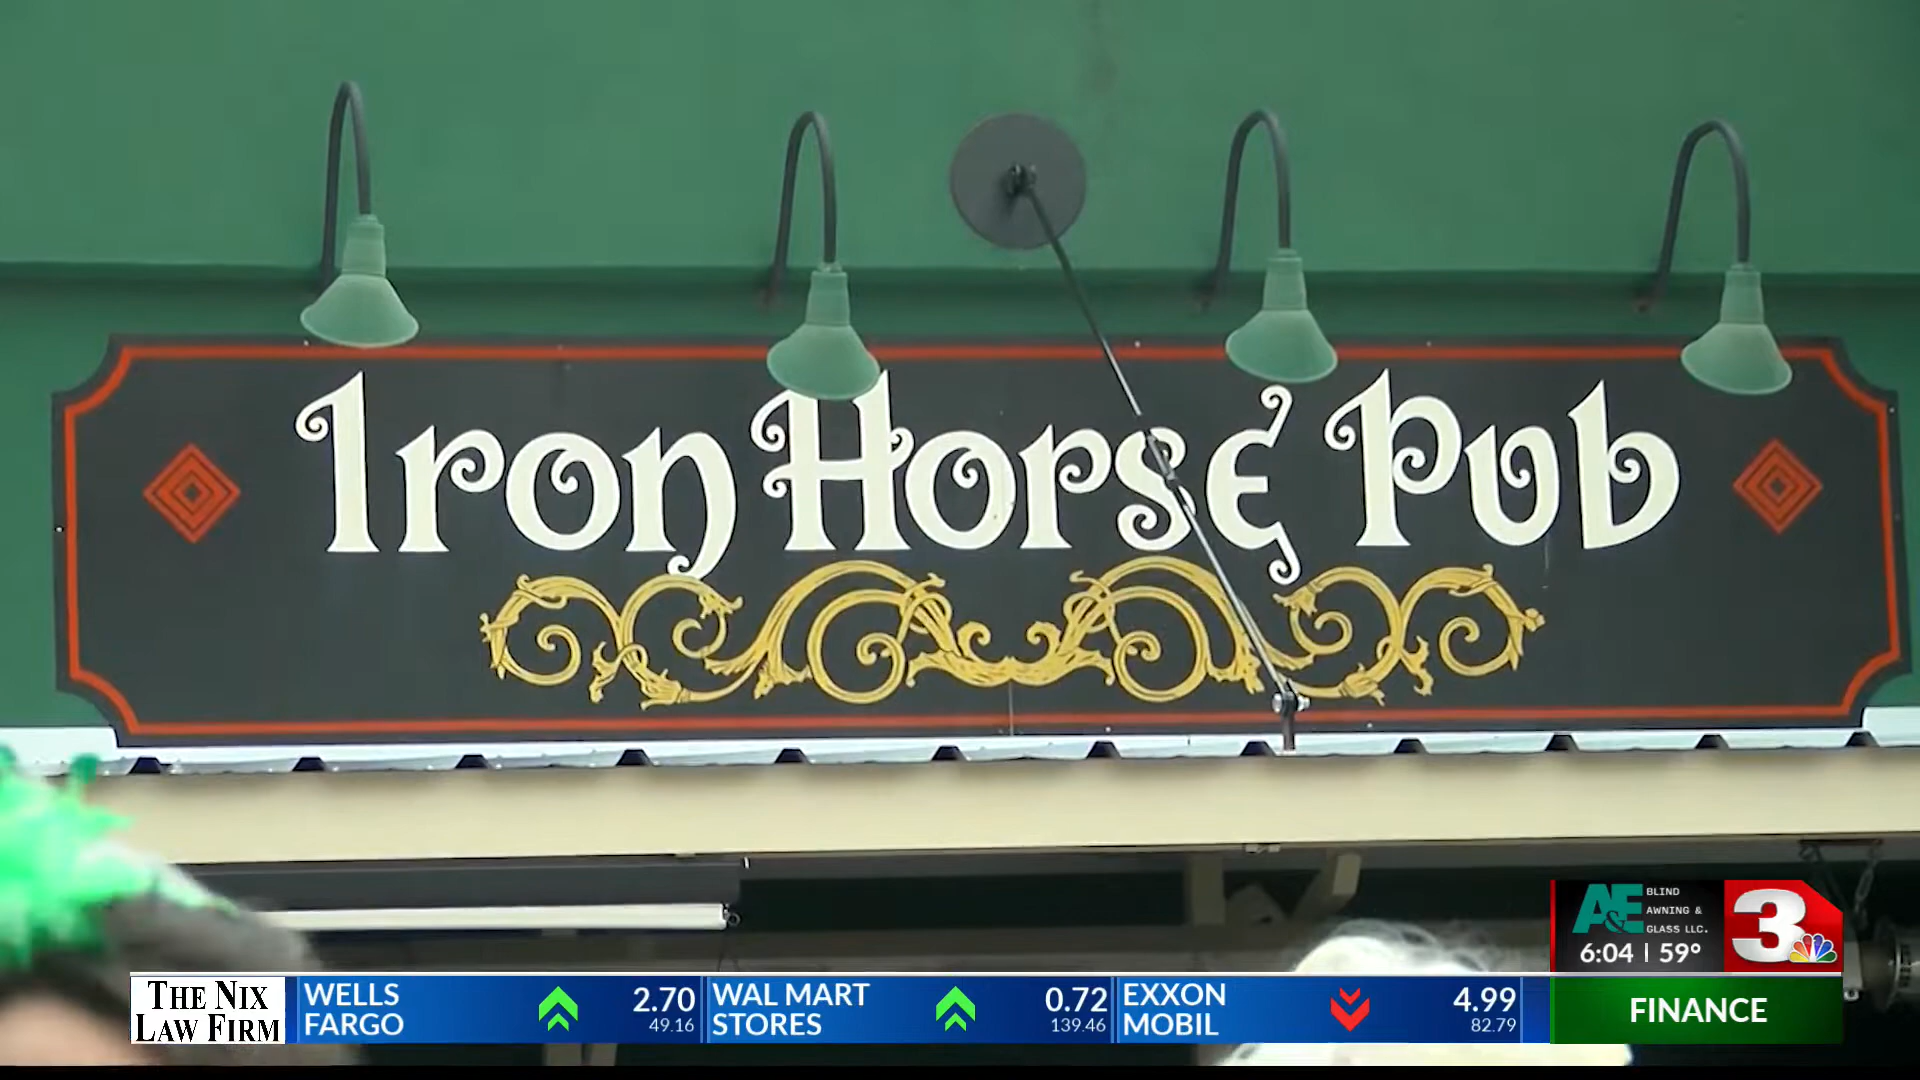 Iron Horse Pub
A&E BLIND
AWNING &
GLASS LLC.
6:04 | 59°
3
THE NIX
LAW FIRM
WELLS
FARGO
2.70
49.16
WAL MART
STORES
0.72
139.46
EXXON
MOBIL
4.99
82.79
FINANCE